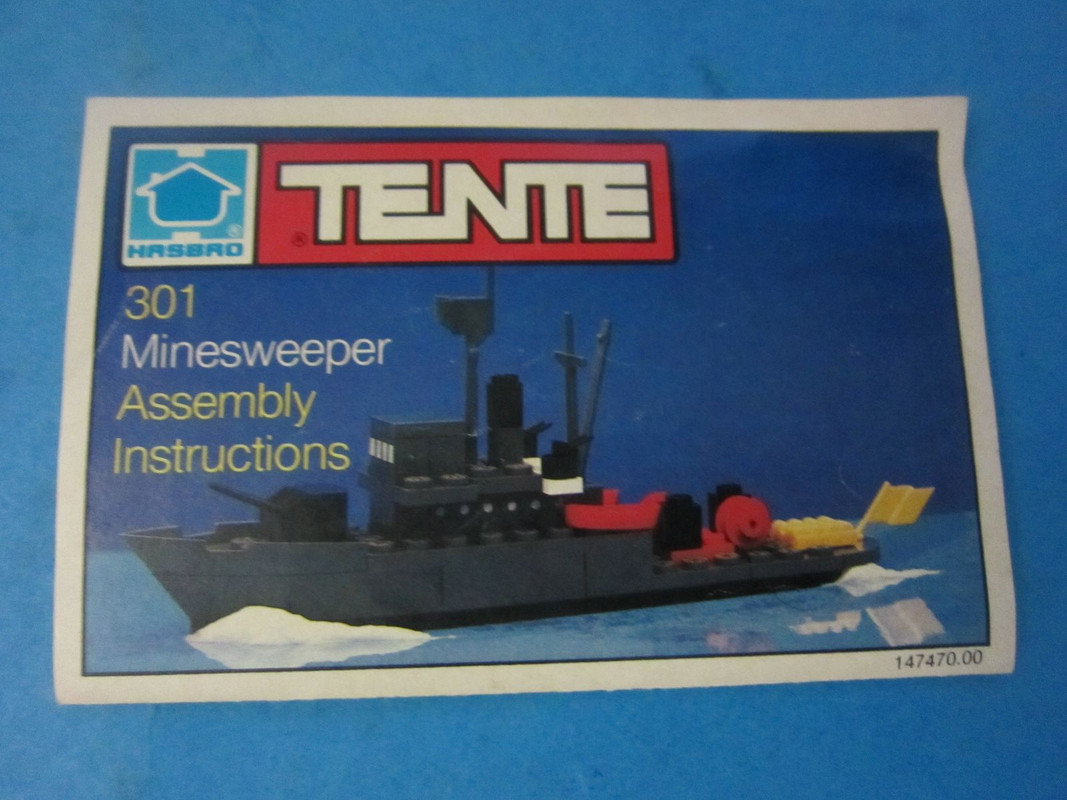 HASBRO
®
TENTE
®
301
Minesweeper
Assembly
Instructions
147470.00